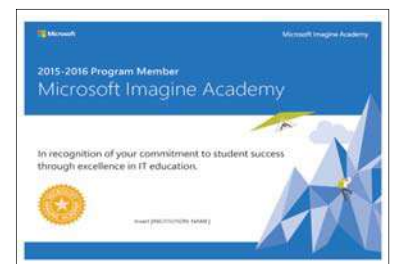 Microsoft
Microsoft Imagine Academy
2015-2016 Program Member
Microsoft Imagine Academy
In recognition of your commitment to student success
through excellence in IT education.
Insert [INSTITUTION NAME]